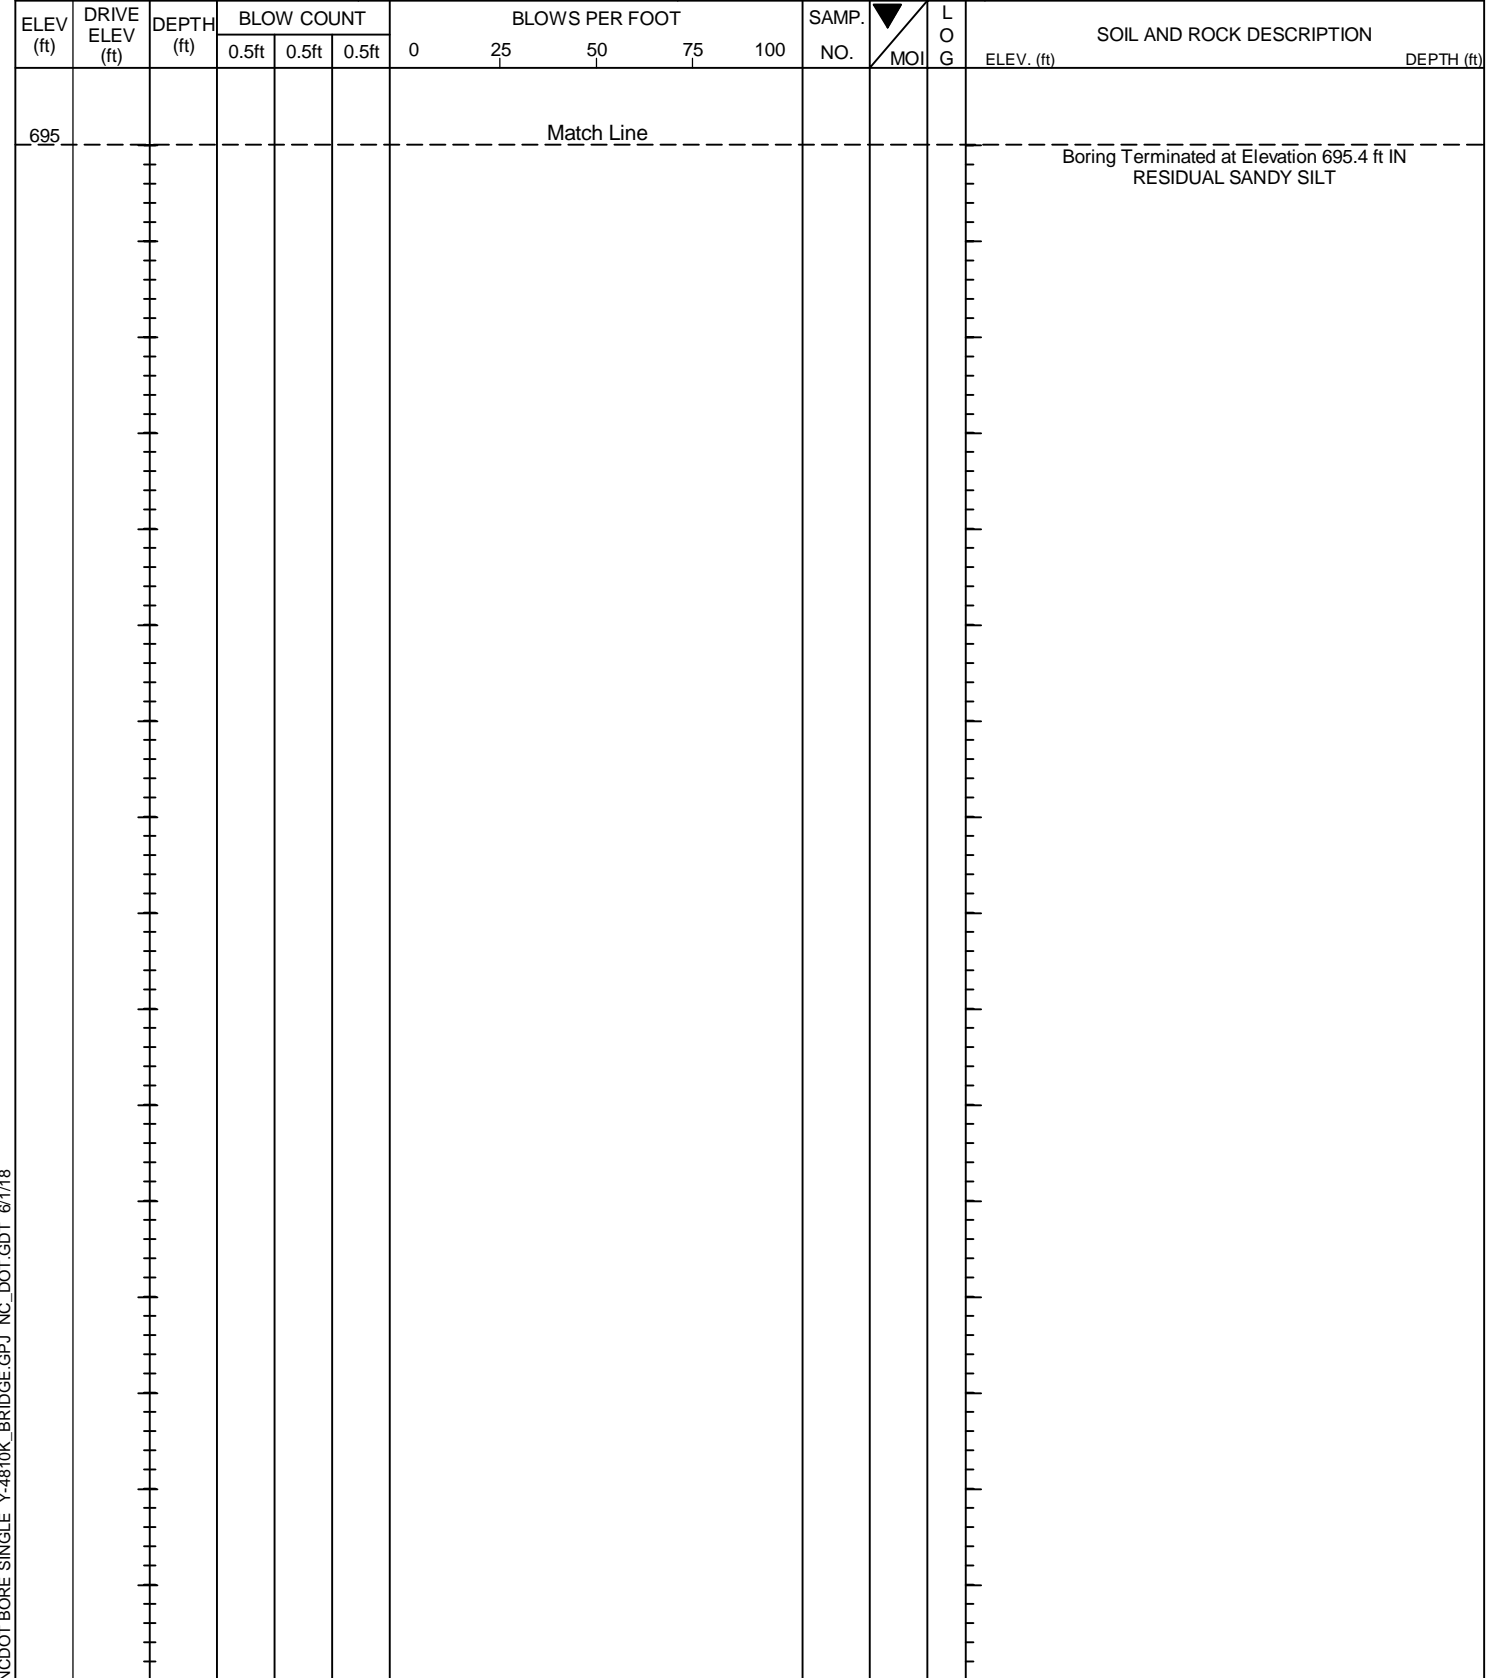 ELEV (ft)
DRIVE ELEV (ft)
DEPTH (ft)
BLOW COUNT
0.5ft 0.5ft 0.5ft
BLOWS PER FOOT
0 25 50 75 100
SAMP. NO.
MOI
LOG
SOIL AND ROCK DESCRIPTION
ELEV. (ft) DEPTH (ft)
695 Match Line
Boring Terminated at Elevation 695.4 ft IN
RESIDUAL SANDY SILT
NCDOT BORE SINGLE Y-4810K_BRIDGE.GPJ NC_DOT.GDT 6/1/18